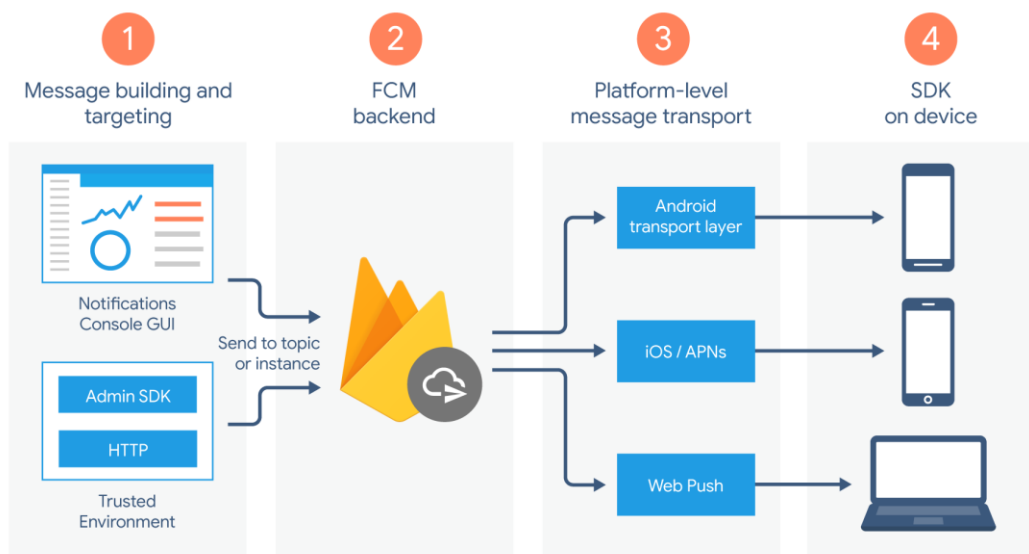 1
Message building and
targeting
2
FCM
backend
3
Platform-level
message transport
4
SDK
on device
Notifications
Console GUI
Send to topic
or instance
Admin SDK
HTTP
Trusted
Environment
Android
transport layer
iOS / APNs
Web Push